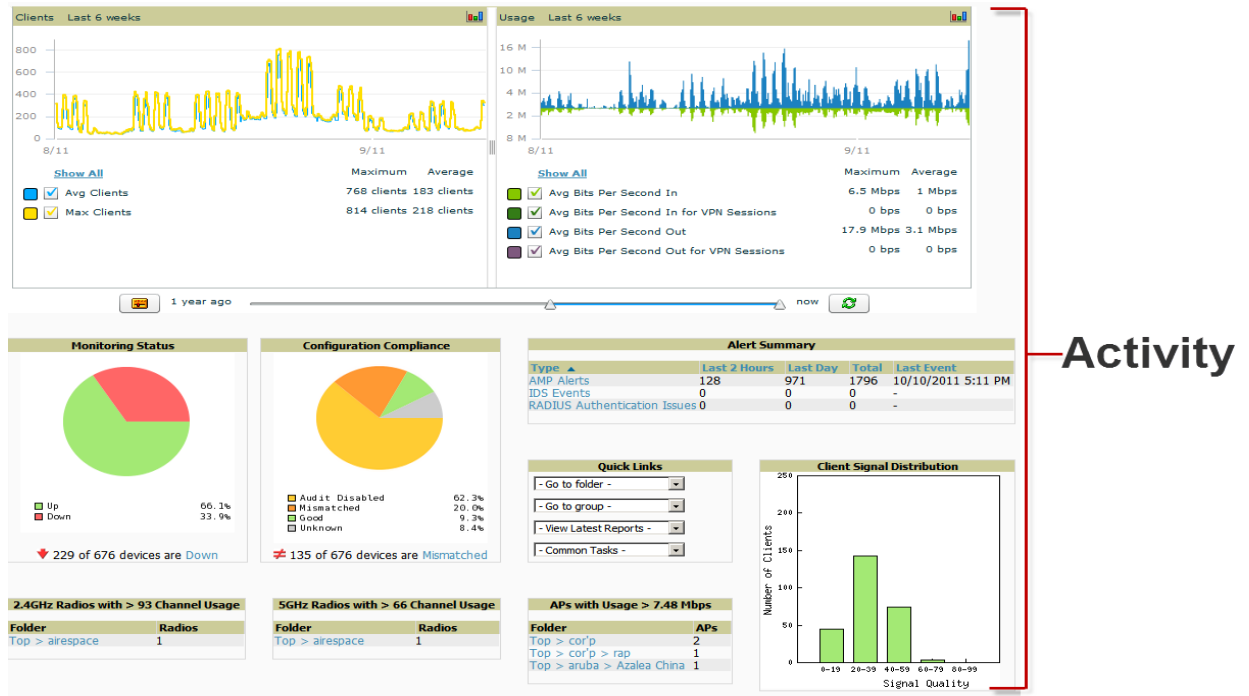 Clients Last 6 weeks
800
600
400
200
0
8/11 9/11
Show All Maximum Average
Avg Clients 768 clients 183 clients
Max Clients 814 clients 218 clients
Usage Last 6 weeks
16 M
10 M
4 M
2 M
8 M
8/11 9/11
Show All Maximum Average
Avg Bits Per Second In 6.5 Mbps 1 Mbps
Avg Bits Per Second In for VPN Sessions 0 bps 0 bps
Avg Bits Per Second Out 17.9 Mbps 3.1 Mbps
Avg Bits Per Second Out for VPN Sessions 0 bps 0 bps
1 year ago now
Activity
Monitoring Status
Up 66.1%
Down 33.9%
229 of 676 devices are Down
Configuration Compliance
Audit Disabled 62.3%
Mismatched 20.0%
Good 9.3%
Unknown 8.4%
≠ 135 of 676 devices are Mismatched
Alert Summary
Type Last 2 Hours Last Day Total Last Event
AMP Alerts 128 971 1796 10/10/2011 5:11 PM
IDS Events 0 0 0 -
RADIUS Authentication Issues 0 0 0 -
Quick Links
- Go to folder -
- Go to group -
- View Latest Reports -
- Common Tasks -
Client Signal Distribution
250
200
150
100
50
0
Number of Clients
0-19 20-39 40-59 60-79 80-99
Signal Quality
2.4GHz Radios with > 93 Channel Usage
Folder Radios
Top > airespace 1
5GHz Radios with > 66 Channel Usage
Folder Radios
Top > airespace 1
APs with Usage > 7.48 Mbps
Folder APs
Top > cor'p 2
Top > cor'p > rap 1
Top > aruba > Azalea China 1